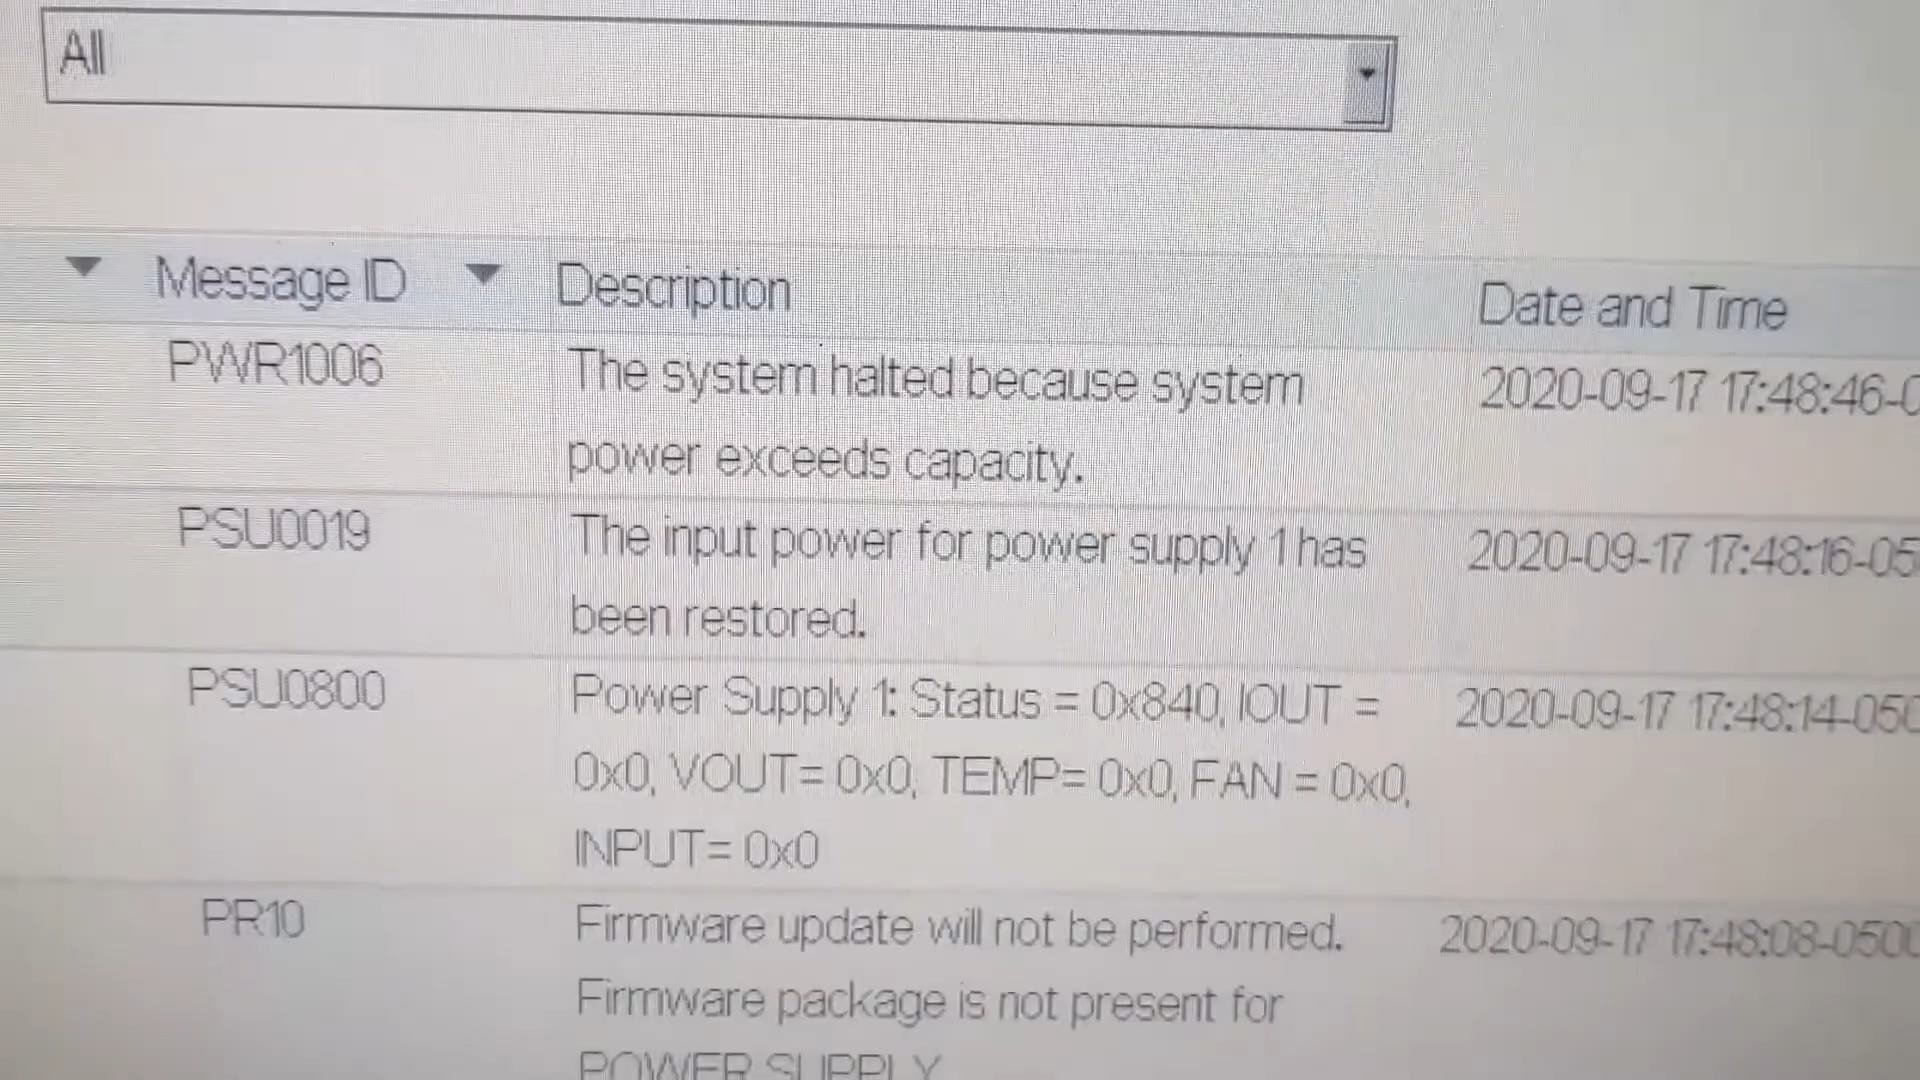 All
Message ID Description Date and Time
PWR1006 The system halted because system 2020-09-17 17:48:46-0
power exceeds capacity.
PSU0019 The input power for power supply 1 has 2020-09-17 17:48:16-05
been restored.
PSU0800 Power Supply 1: Status = 0x840, IOUT = 2020-09-17 17:48:14-050
0x0, VOUT= 0x0, TEMP= 0x0, FAN = 0x0,
INPUT= 0x0
PR10 Firmware update will not be performed. 2020-09-17 17:48:08-0500
Firmware package is not present for
POWER SUPPLY